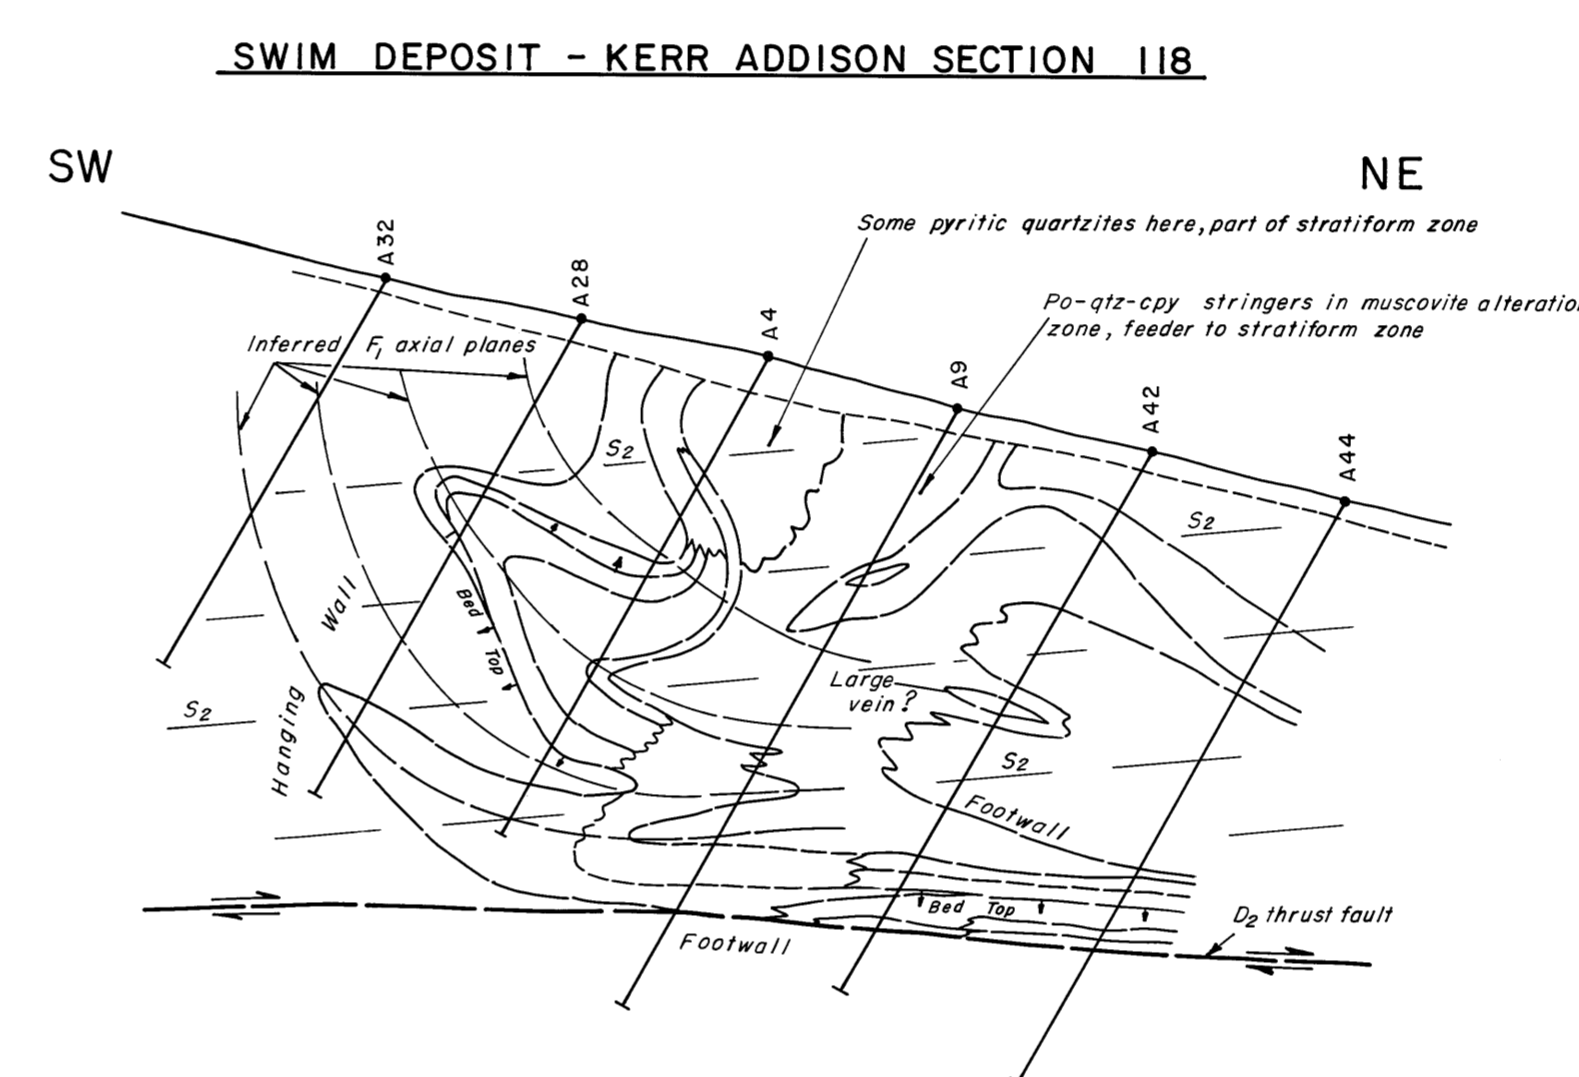 SWIM DEPOSIT - KERR ADDISON SECTION 118
SW
NE
A32
A28
A4
A9
A42
A44
Some pyritic quartzites here, part of stratiform zone
Po-qtz-cpy stringers in muscovite alteration
zone, feeder to stratiform zone
Inferred F1 axial planes
S2
S2
Bed Top
Hanging Wall
S2
Large
vein?
S2
Footwall
Bed Top
D2 thrust fault
Footwall